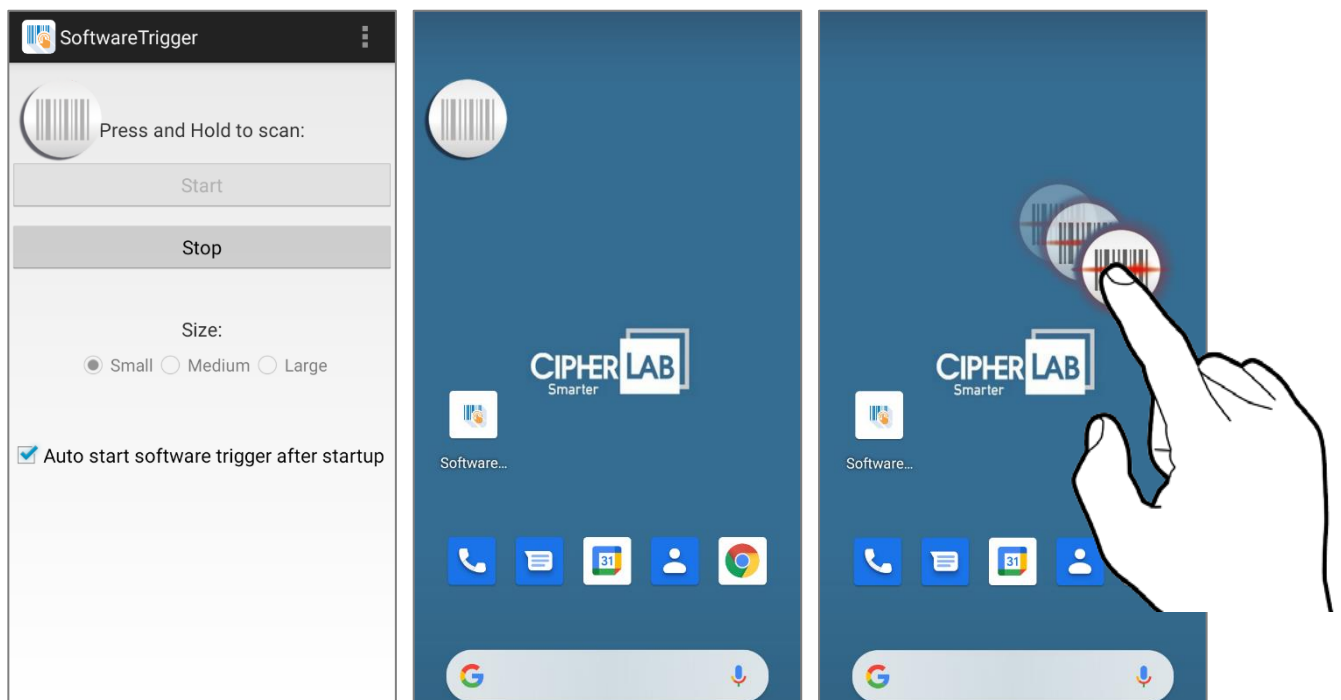 SoftwareTrigger
Press and Hold to scan:
Start
Stop
Size:
Small Medium Large
Auto start software trigger after startup
CIPHERLAB
Smarter
Software...
31
CIPHERLAB
Smarter
Software...
31